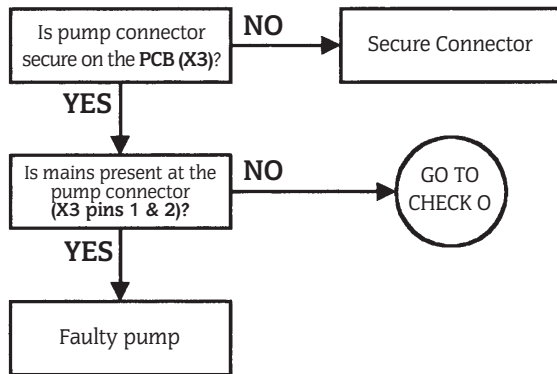 Is pump connector
secure on the PCB (X3)?
NO
Secure Connector
YES
Is mains present at the
pump connector
(X3 pins 1 & 2)?
NO
GO TO
CHECK O
YES
Faulty pump